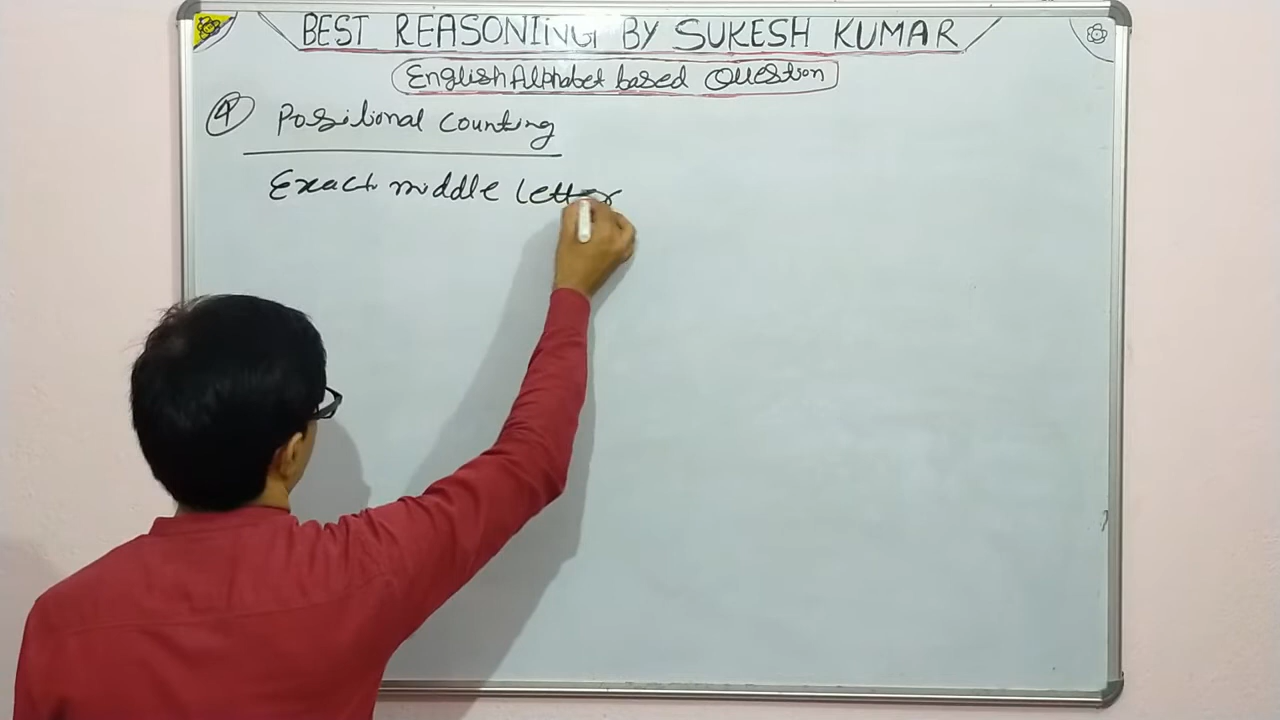 BEST REASONING BY SUKESH KUMAR
English Alphabet based Question
4 Positional Counting
Exact middle letter